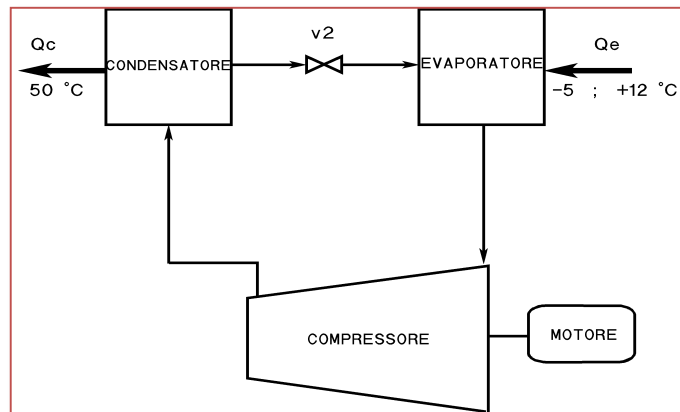 v2
Qc
CONDENSATORE
EVAPORATORE
Qe
50 °C
-5 ; +12 °C
COMPRESSORE
MOTORE